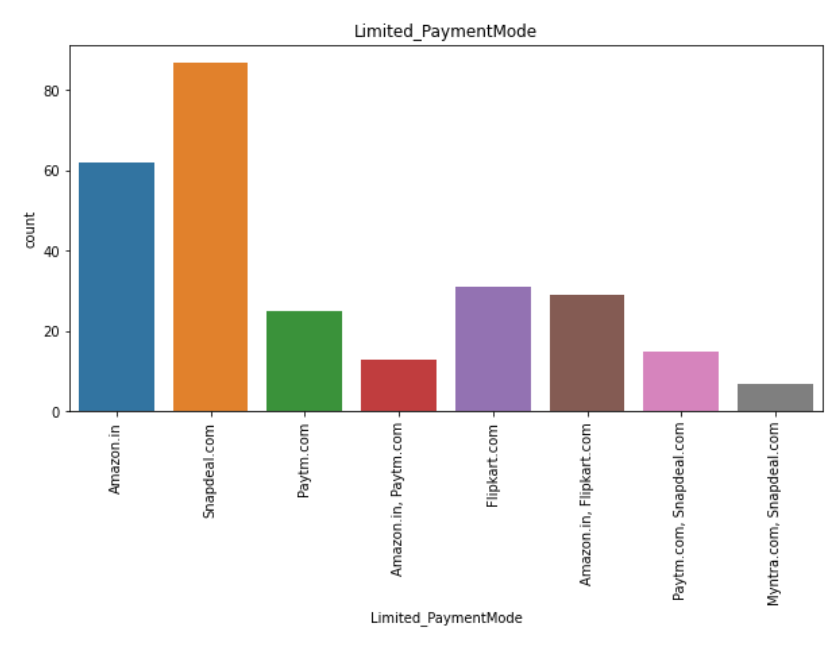 Limited_PaymentMode
count
80
60
40
20
0
Amazon.in
Snapdeal.com
Paytm.com
Amazon.in, Paytm.com
Flipkart.com
Amazon.in, Flipkart.com
Paytm.com, Snapdeal.com
Myntra.com, Snapdeal.com
Limited_PaymentMode